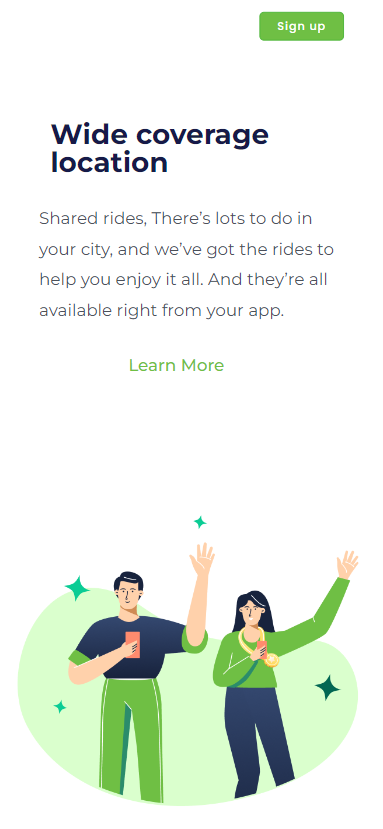 Sign up
Wide coverage
location
Shared rides, There’s lots to do in
your city, and we’ve got the rides to
help you enjoy it all. And they’re all
available right from your app.
Learn More